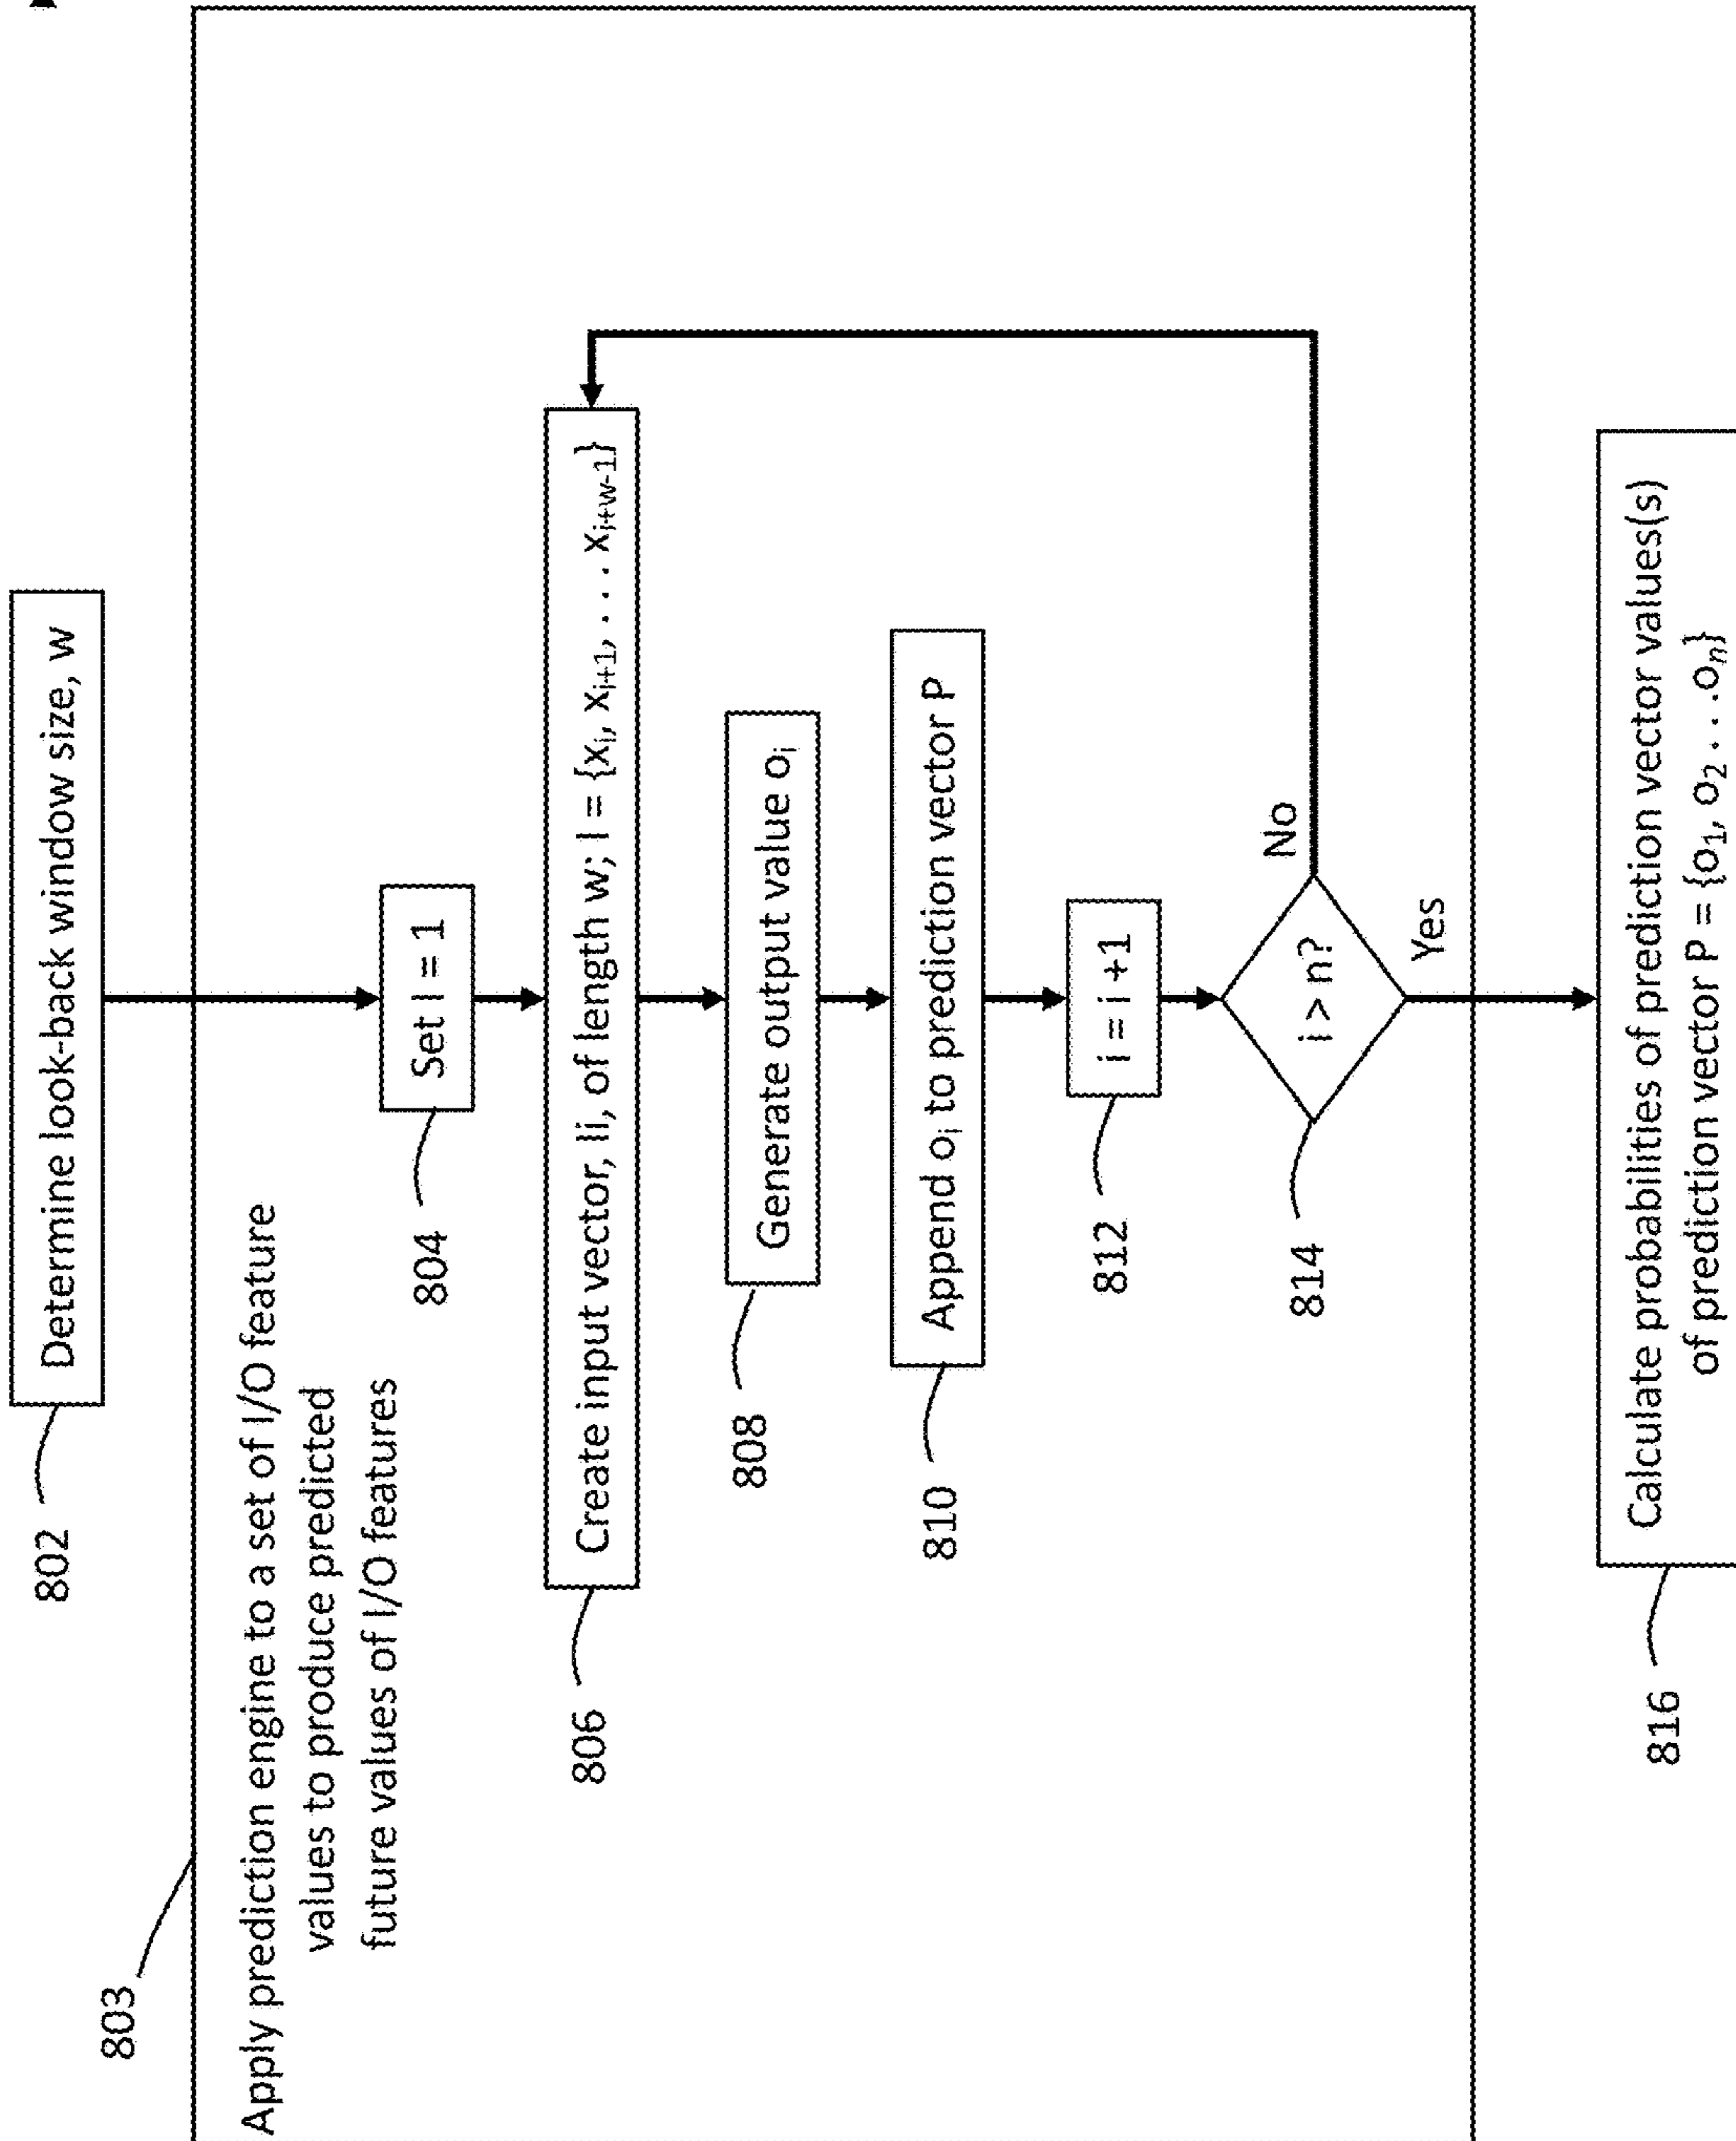 802
Determine look-back window size, w
803
Apply prediction engine to a set of I/O feature
values to produce predicted
future values of I/O features
804
Set I = 1
806
Create input vector, Ii, of length w; I = {xᵢ, xᵢ₊₁, . . . xᵢ₊w₋₁}
808
Generate output value oᵢ
810
Append oᵢ to prediction vector P
812
i = i +1
814
i > n?
No
Yes
816
Calculate probabilities of prediction vector values(s)
of prediction vector P = {o₁, o₂ . . .oₙ}